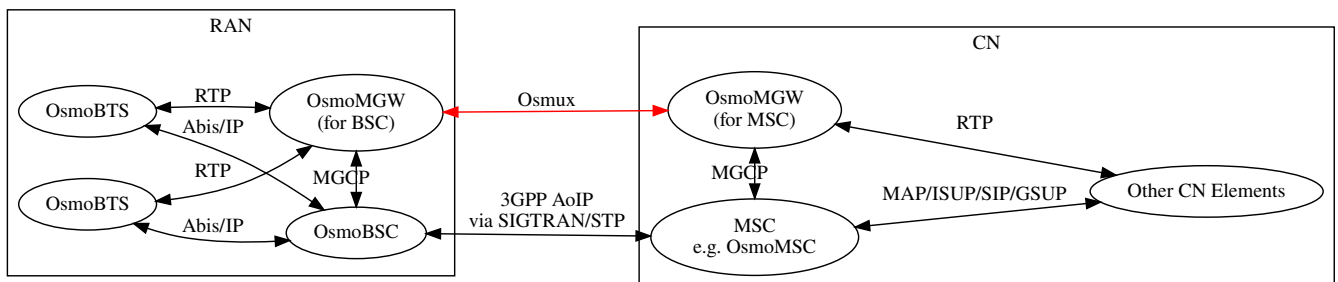 RAN
CN
OsmoBTS
RTP
OsmoMGW
(for BSC)
Osmux
OsmoMGW
(for MSC)
RTP
Abis/IP
RTP
MGCP
MGCP
OsmoBTS
Abis/IP
OsmoBSC
3GPP AoIP
via SIGTRAN/STP
MSC
e.g. OsmoMSC
MAP/ISUP/SIP/GSUP
Other CN Elements